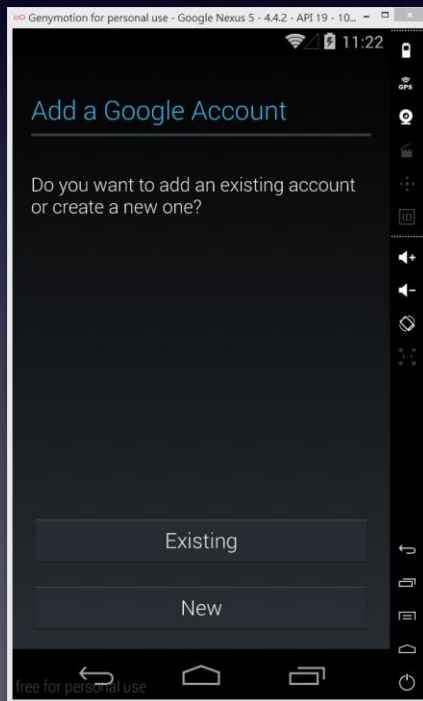 Genymotion for personal use - Google Nexus 5 - 4.4.2 - API 19 - 10...
11:22
GPS
Add a Google Account
Do you want to add an existing account
or create a new one?
ID
Existing
New
free for personal use